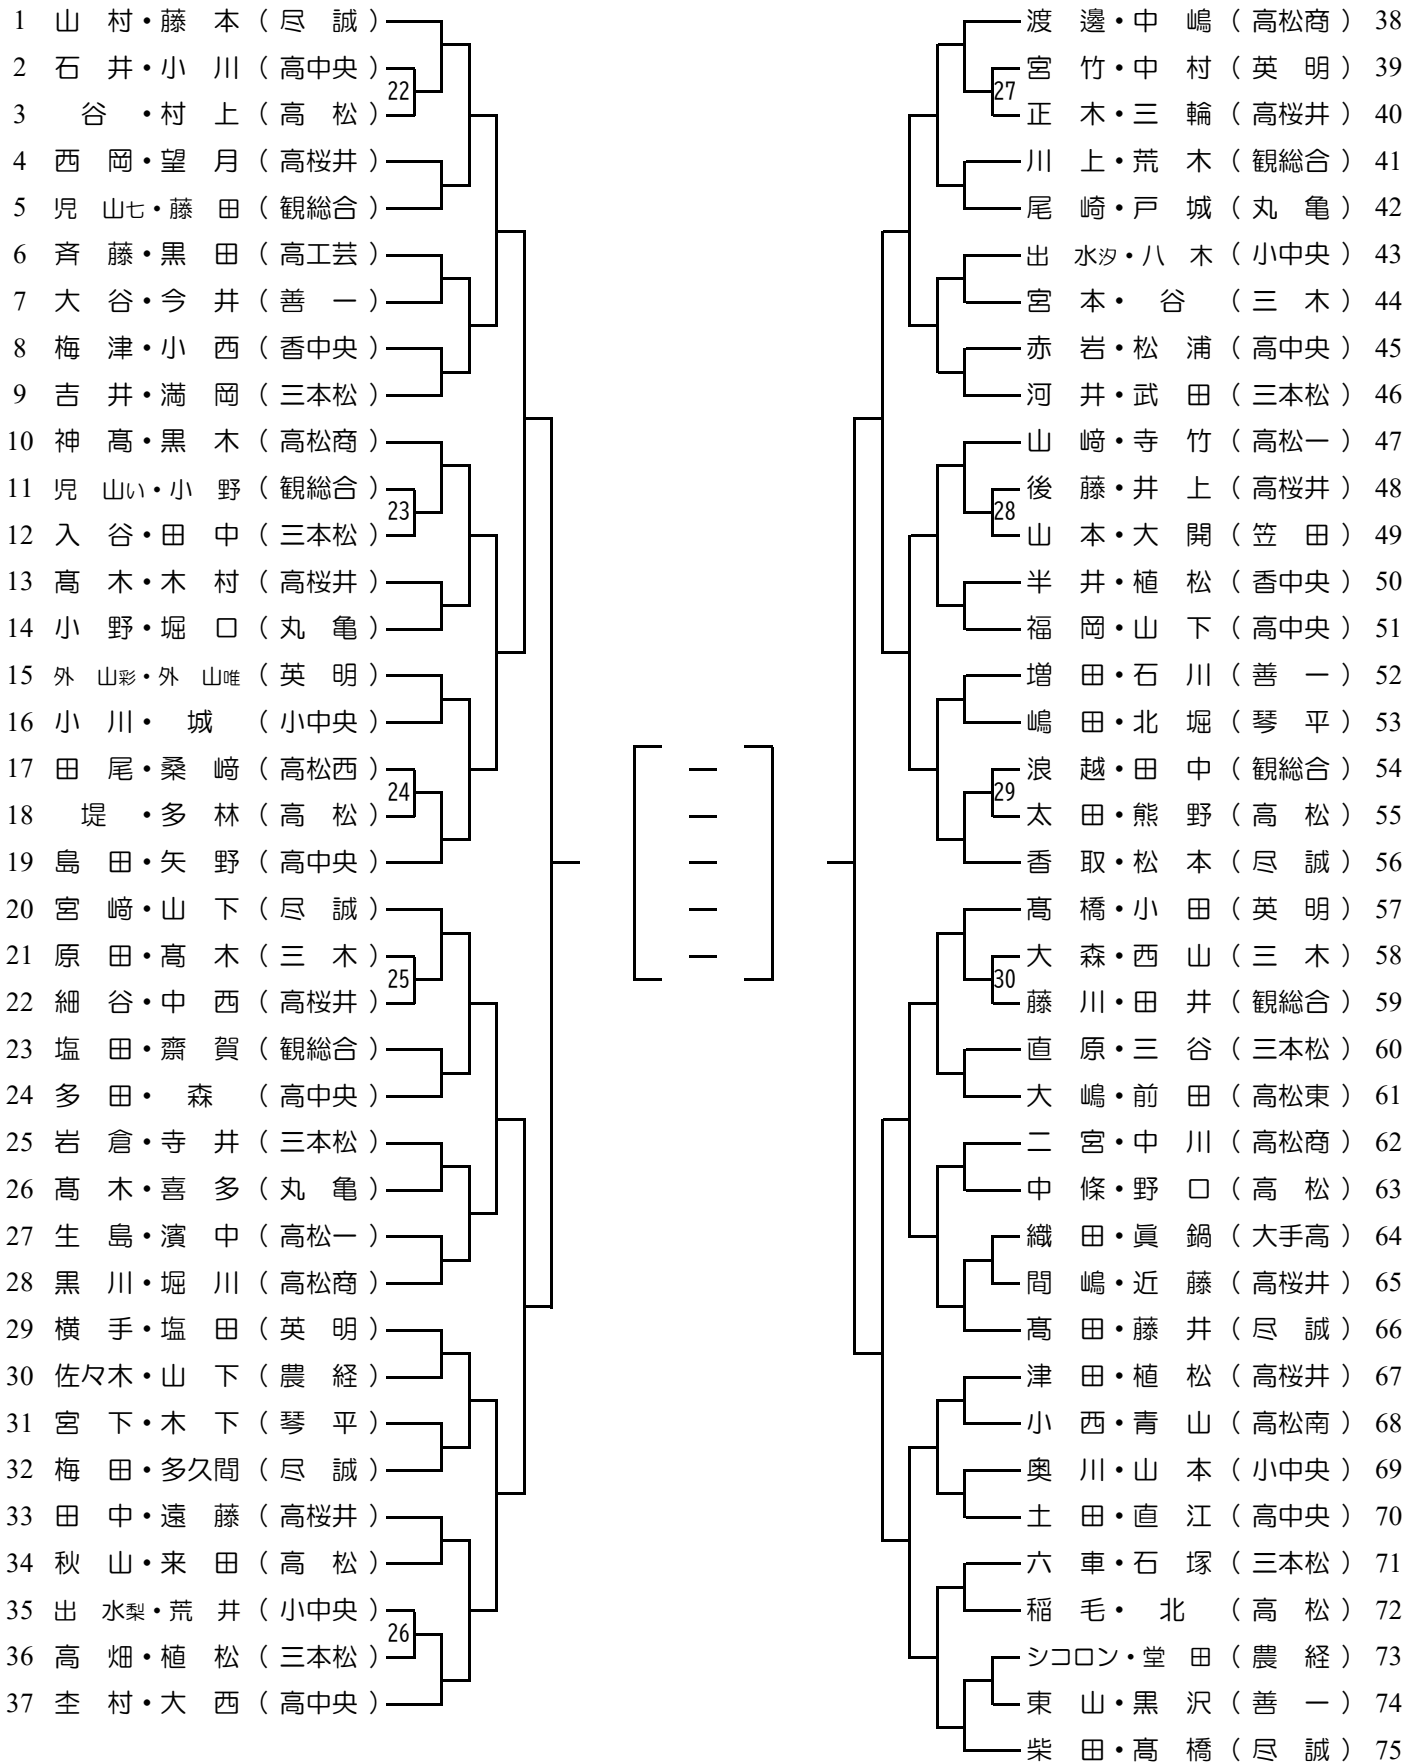 1 山 村・藤 本 ( 尽 誠 )
2 石 井・小 川 ( 高中央 )
22
3 谷 ・村 上 ( 高 松 )
4 西 岡・望 月 ( 高桜井 )
5 児 山七・藤 田 ( 観総合 )
6 斉 藤・黒 田 ( 高工芸 )
7 大 谷・今 井 ( 善 一 )
8 梅 津・小 西 ( 香中央 )
9 吉 井・満 岡 ( 三本松 )
10 神 髙・黒 木 ( 高松商 )
11 児 山い・小 野 ( 観総合 )
23
12 入 谷・田 中 ( 三本松 )
13 髙 木・木 村 ( 高桜井 )
14 小 野・堀 口 ( 丸 亀 )
15 外 山彩・外 山唯 ( 英 明 )
16 小 川・ 城 ( 小中央 )
17 田 尾・桑 﨑 ( 高松西 )
24
18 堤 ・多 林 ( 高 松 )
19 島 田・矢 野 ( 高中央 )
20 宮 﨑・山 下 ( 尽 誠 )
21 原 田・髙 木 ( 三 木 )
25
22 細 谷・中 西 ( 高桜井 )
23 塩 田・齋 賀 ( 観総合 )
24 多 田・ 森 ( 高中央 )
25 岩 倉・寺 井 ( 三本松 )
26 髙 木・喜 多 ( 丸 亀 )
27 生 島・濱 中 ( 高松一 )
28 黒 川・堀 川 ( 高松商 )
29 横 手・塩 田 ( 英 明 )
30 佐々木・山 下 ( 農 経 )
31 宮 下・木 下 ( 琴 平 )
32 梅 田・多久間 ( 尽 誠 )
33 田 中・遠 藤 ( 高桜井 )
34 秋 山・来 田 ( 高 松 )
35 出 水梨・荒 井 ( 小中央 )
26
36 高 畑・植 松 ( 三本松 )
37 杢 村・大 西 ( 高中央 )
—
—
—
—
—
渡 邊・中 嶋 ( 高松商 ) 38
宮 竹・中 村 ( 英 明 ) 39
27
正 木・三 輪 ( 高桜井 ) 40
川 上・荒 木 ( 観総合 ) 41
尾 崎・戸 城 ( 丸 亀 ) 42
出 水汐・八 木 ( 小中央 ) 43
宮 本・ 谷 ( 三 木 ) 44
赤 岩・松 浦 ( 高中央 ) 45
河 井・武 田 ( 三本松 ) 46
山 﨑・寺 竹 ( 高松一 ) 47
後 藤・井 上 ( 高桜井 ) 48
28
山 本・大 開 ( 笠 田 ) 49
半 井・植 松 ( 香中央 ) 50
福 岡・山 下 ( 高中央 ) 51
増 田・石 川 ( 善 一 ) 52
嶋 田・北 堀 ( 琴 平 ) 53
浪 越・田 中 ( 観総合 ) 54
29
太 田・熊 野 ( 高 松 ) 55
香 取・松 本 ( 尽 誠 ) 56
髙 橋・小 田 ( 英 明 ) 57
大 森・西 山 ( 三 木 ) 58
30
藤 川・田 井 ( 観総合 ) 59
直 原・三 谷 ( 三本松 ) 60
大 嶋・前 田 ( 高松東 ) 61
二 宮・中 川 ( 高松商 ) 62
中 條・野 口 ( 高 松 ) 63
織 田・眞 鍋 ( 大手高 ) 64
間 嶋・近 藤 ( 高桜井 ) 65
髙 田・藤 井 ( 尽 誠 ) 66
津 田・植 松 ( 高桜井 ) 67
小 西・青 山 ( 高松南 ) 68
奥 川・山 本 ( 小中央 ) 69
土 田・直 江 ( 高中央 ) 70
六 車・石 塚 ( 三本松 ) 71
稲 毛・ 北 ( 高 松 ) 72
シコロン・堂 田 ( 農 経 ) 73
東 山・黒 沢 ( 善 一 ) 74
柴 田・髙 橋 ( 尽 誠 ) 75